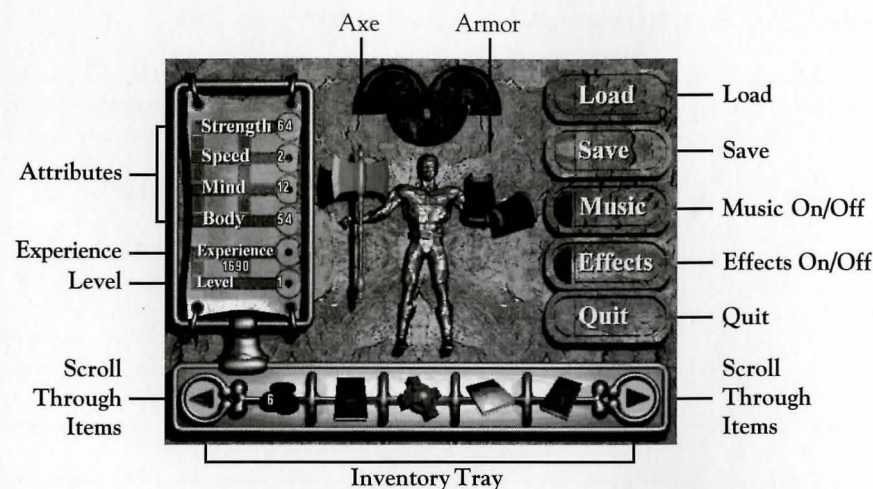 Axe
Armor
Strength 64
Speed 2
Mind 12
Body 54
Experience
1690
Level 1
Load
Save
Music
Effects
Quit
6
Attributes
Experience
Level
Load
Save
Music On/Off
Effects On/Off
Quit
Scroll
Through
Items
Scroll
Through
Items
Inventory Tray